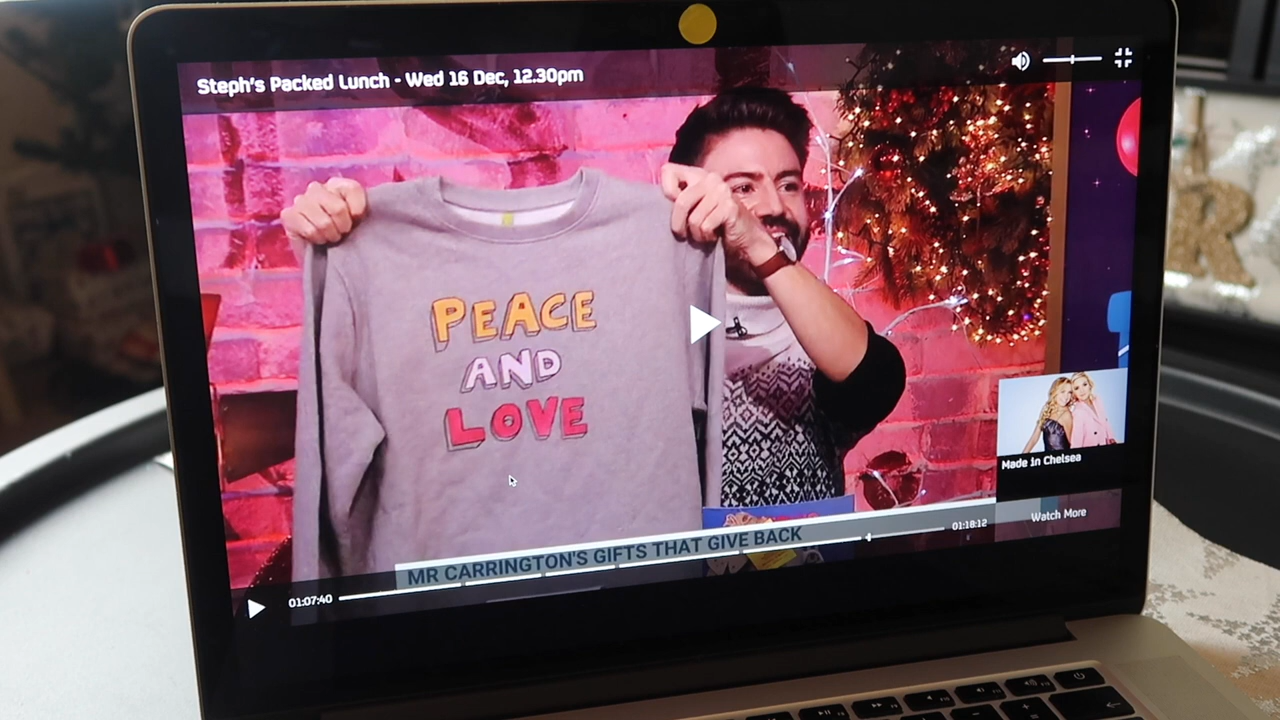 Steph's Packed Lunch - Wed 16 Dec, 12.30pm
PEACE
AND
LOVE
Made in Chelsea
Watch More
01:18:12
MR CARRINGTON'S GIFTS THAT GIVE BACK
01:07:40
R